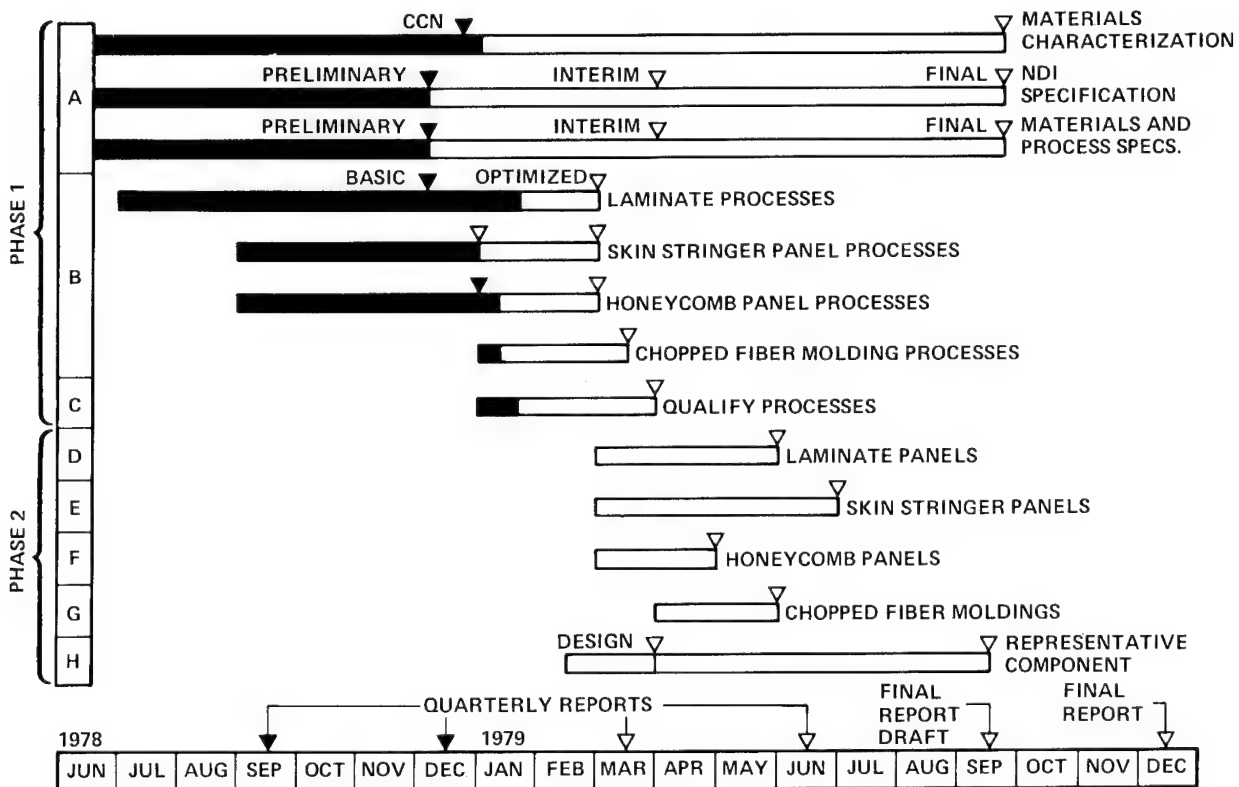 CCN
MATERIALS
CHARACTERIZATION
PRELIMINARY INTERIM FINAL NDI
SPECIFICATION
A
PRELIMINARY INTERIM FINAL MATERIALS AND
PROCESS SPECS.
PHASE 1
BASIC OPTIMIZED
LAMINATE PROCESSES
SKIN STRINGER PANEL PROCESSES
B
HONEYCOMB PANEL PROCESSES
CHOPPED FIBER MOLDING PROCESSES
C QUALIFY PROCESSES
PHASE 2
D LAMINATE PANELS
E SKIN STRINGER PANELS
F HONEYCOMB PANELS
G CHOPPED FIBER MOLDINGS
H DESIGN REPRESENTATIVE
COMPONENT
QUARTERLY REPORTS
FINAL
REPORT
DRAFT
FINAL
REPORT
1978 1979
JUN JUL AUG SEP OCT NOV DEC JAN FEB MAR APR MAY JUN JUL AUG SEP OCT NOV DEC